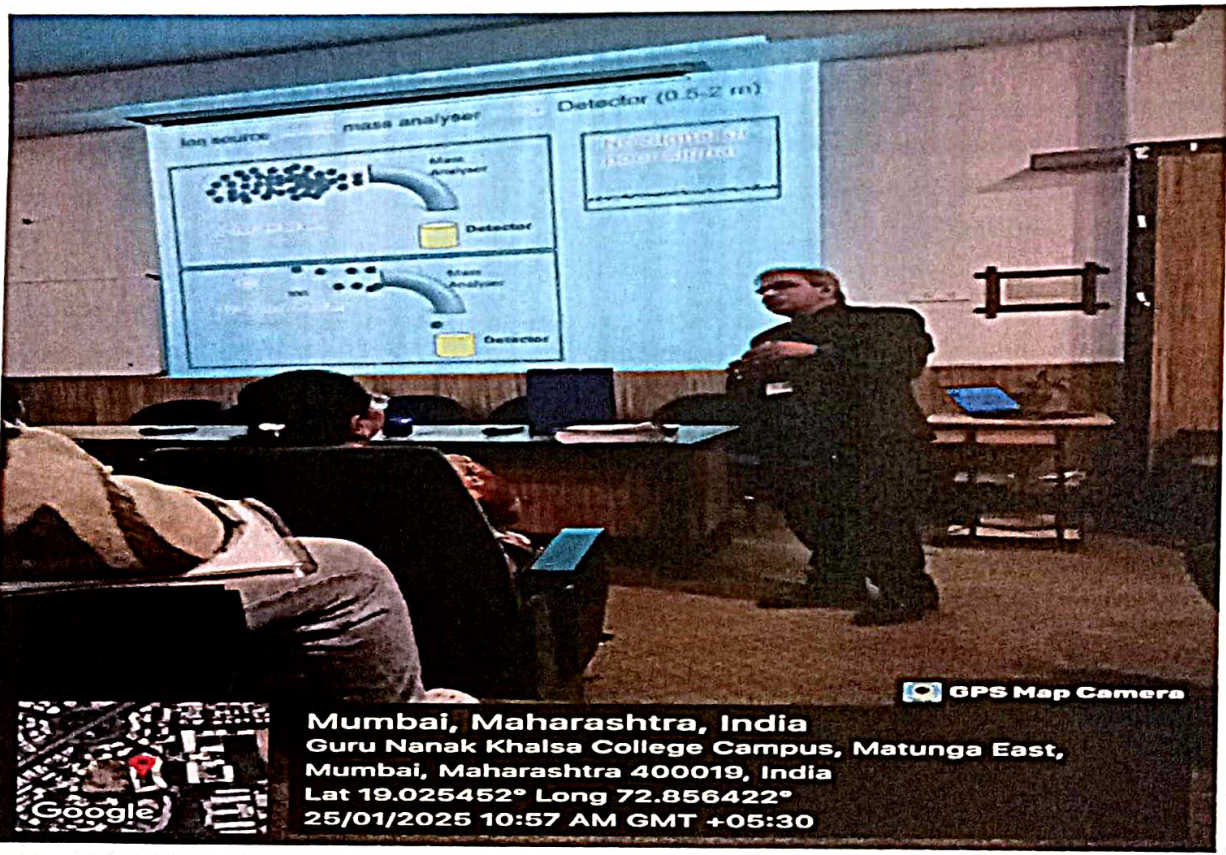 Ion source
mass analyser
Detector (0.5-2 m)
Mass
Analyser
Detector
Mass
Analyser
Detector
GPS Map Camera
Mumbai, Maharashtra, India
Guru Nanak Khalsa College Campus, Matunga East,
Mumbai, Maharashtra 400019, India
Lat 19.025452° Long 72.856422°
25/01/2025 10:57 AM GMT +05:30
Google